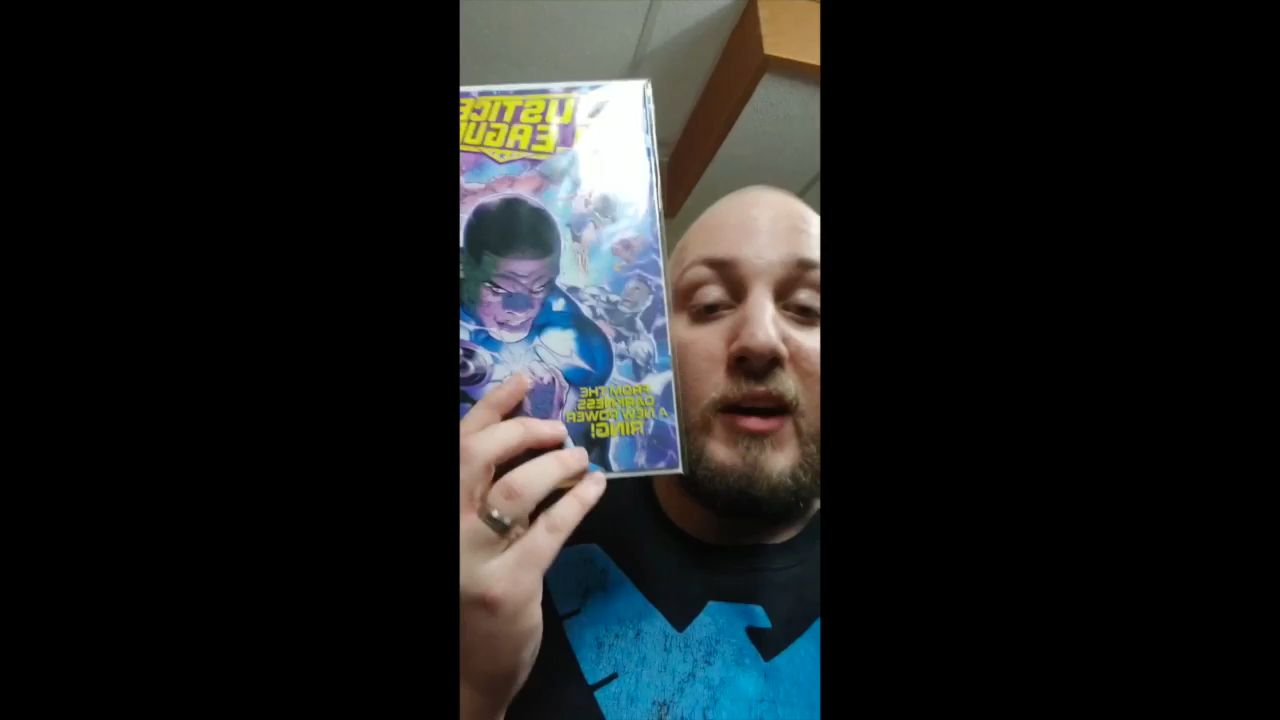 JUSTICE
LEAGUE
FROM THE
DARKNESS
A NEW POWER
RING!